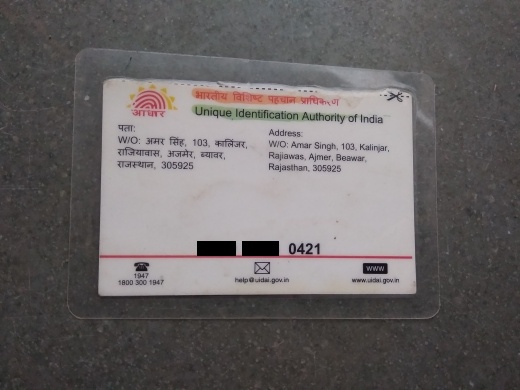 भारतीय विशिष्ट पहचान प्राधिकरण
Unique Identification Authority of India
आधार
पता:
W/O: अमर सिंह, 103, कालिंजर,
राजियावास, अजमेर, ब्यावर,
राजस्थान, 305925
Address:
W/O: Amar Singh, 103, Kalinjar,
Rajiawas, Ajmer, Beawar,
Rajasthan, 305925
0421
1947
1800 300 1947
help@uidai.gov.in
WWW
www.uidai.gov.in